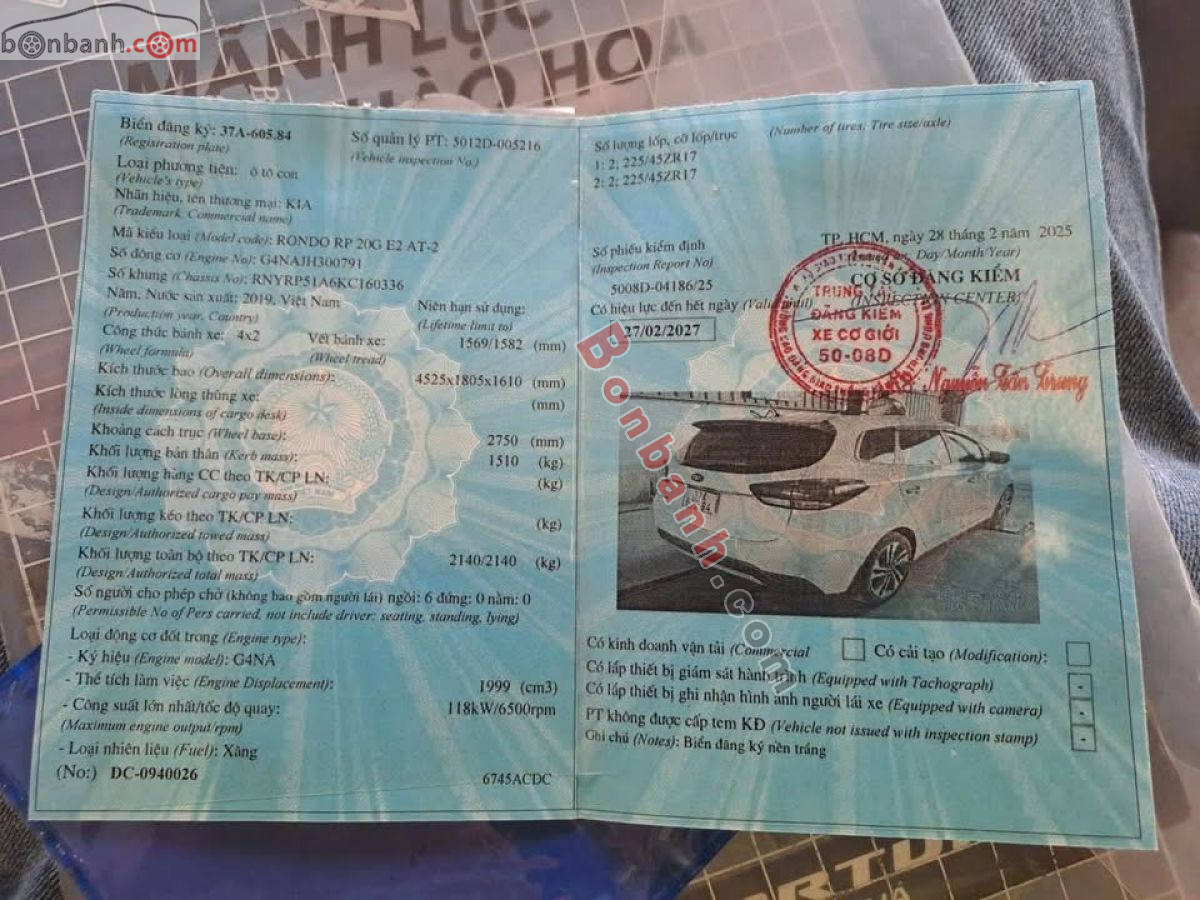 bonbanh.com
MÃNH LỰC
HÀO HOA
Biển đăng ký: 37A-605.84
(Registration plate)
Số quản lý PT: 5012D-005216
(Vehicle inspection No.)
Loại phương tiện: ô tô con
(Vehicle's type)
Nhãn hiệu, tên thương mại: KIA
(Trademark, Commercial name)
Mã kiểu loại (Model code): RONDO RP 20G E2 AT-2
Số động cơ (Engine No): G4NAJH300791
Số khung (Chassis No): RNYRP51A6KC160336
Năm, Nước sản xuất: 2019, Việt Nam
(Production year, Country)
Niên hạn sử dụng:
(Lifetime limit to)
Công thức bánh xe: 4x2
(Wheel formula)
Vết bánh xe: 1569/1582 (mm)
(Wheel tread)
Kích thước bao (Overall dimensions): 4525x1805x1610 (mm)
Kích thước lòng thùng xe: (mm)
(Inside dimensions of cargo desk)
Khoảng cách trục (Wheel base): 2750 (mm)
Khối lượng bản thân (Kerb mass): 1510 (kg)
Khối lượng hàng CC theo TK/CP LN: (kg)
(Design/Authorized cargo pay mass)
Khối lượng kéo theo TK/CP LN: (kg)
(Design/Authorized towed mass)
Khối lượng toàn bộ theo TK/CP LN: 2140/2140 (kg)
(Design/Authorized total mass)
Số người cho phép chở (không bao gồm người lái) ngồi: 6 đứng: 0 nằm: 0
(Permissible No of Pers carried, not include driver: seating, standing, lying)
Loại động cơ đốt trong (Engine type):
- Ký hiệu (Engine model): G4NA
- Thể tích làm việc (Engine Displacement): 1999 (cm3)
- Công suất lớn nhất/tốc độ quay: 118kW/6500rpm
(Maximum engine output/rpm)
- Loại nhiên liệu (Fuel): Xăng
(No:) DC-0940026
6745ACDC
Số lượng lốp, cỡ lốp/trục (Number of tires; Tire size/axle)
1: 2; 225/45ZR17
2: 2; 225/45ZR17
TP. HCM, ngày 28 tháng 2 năm 2025
Day/Month/Year)
Số phiếu kiểm định
(Inspection Report No)
5008D-04186/25
CƠ SỞ ĐĂNG KIỂM
(INSPECTION CENTER)
Có hiệu lực đến hết ngày (Valid until)
27/02/2027
TRUNG TÂM
ĐĂNG KIỂM
XE CƠ GIỚI
50-08D
Nguyễn Tấn Trung
Bonbanh.com
Có kinh doanh vận tải (Commercial
Có cải tạo (Modification):
Có lắp thiết bị giám sát hành trình (Equipped with Tachograph) -
Có lắp thiết bị ghi nhận hình ảnh người lái xe (Equipped with camera) -
PT không được cấp tem KĐ (Vehicle not issued with inspection stamp) -
Ghi chú (Notes): Biển đăng ký nền trắng